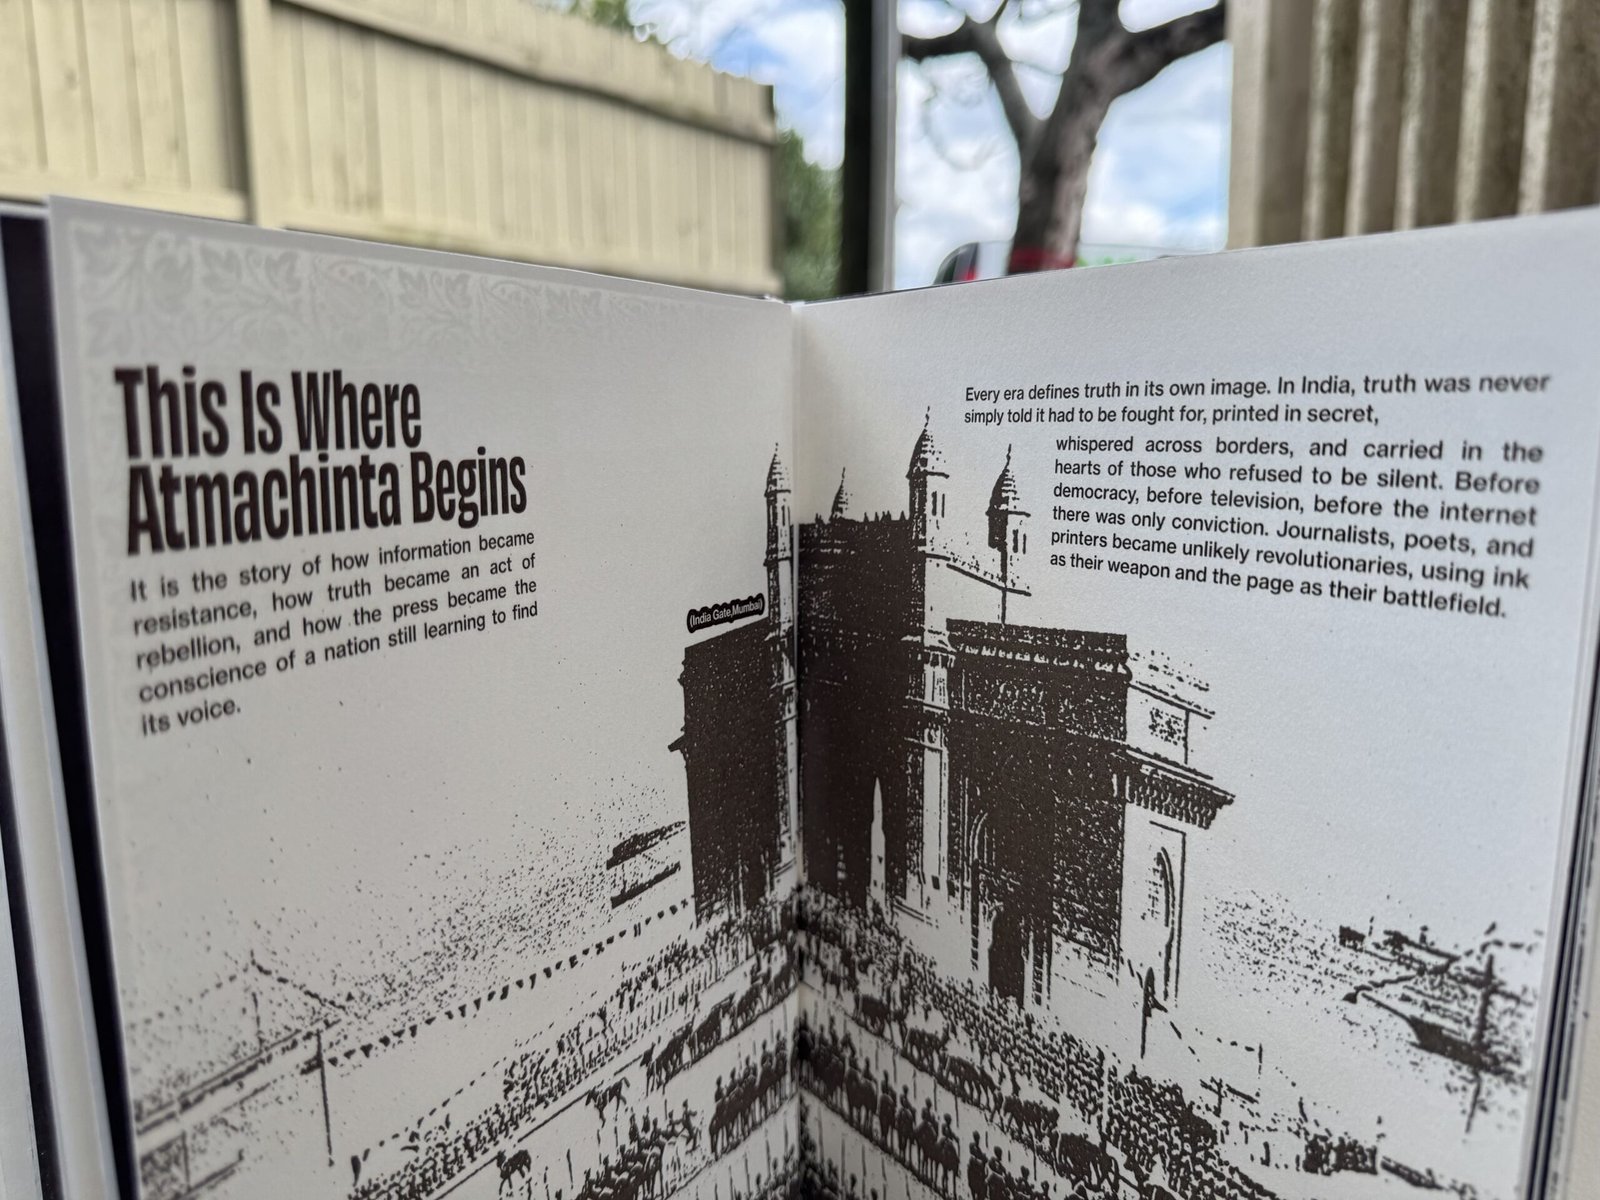 This Is Where
Atmachinta Begins
It is the story of how information became
resistance, how truth became an act of
rebellion, and how the press became the
conscience of a nation still learning to find
its voice.
(India Gate,Mumbai)
Every era defines truth in its own image. In India, truth was never
simply told it had to be fought for, printed in secret,
whispered across borders, and carried in the
hearts of those who refused to be silent. Before
democracy, before television, before the internet
there was only conviction. Journalists, poets, and
printers became unlikely revolutionaries, using ink
as their weapon and the page as their battlefield.